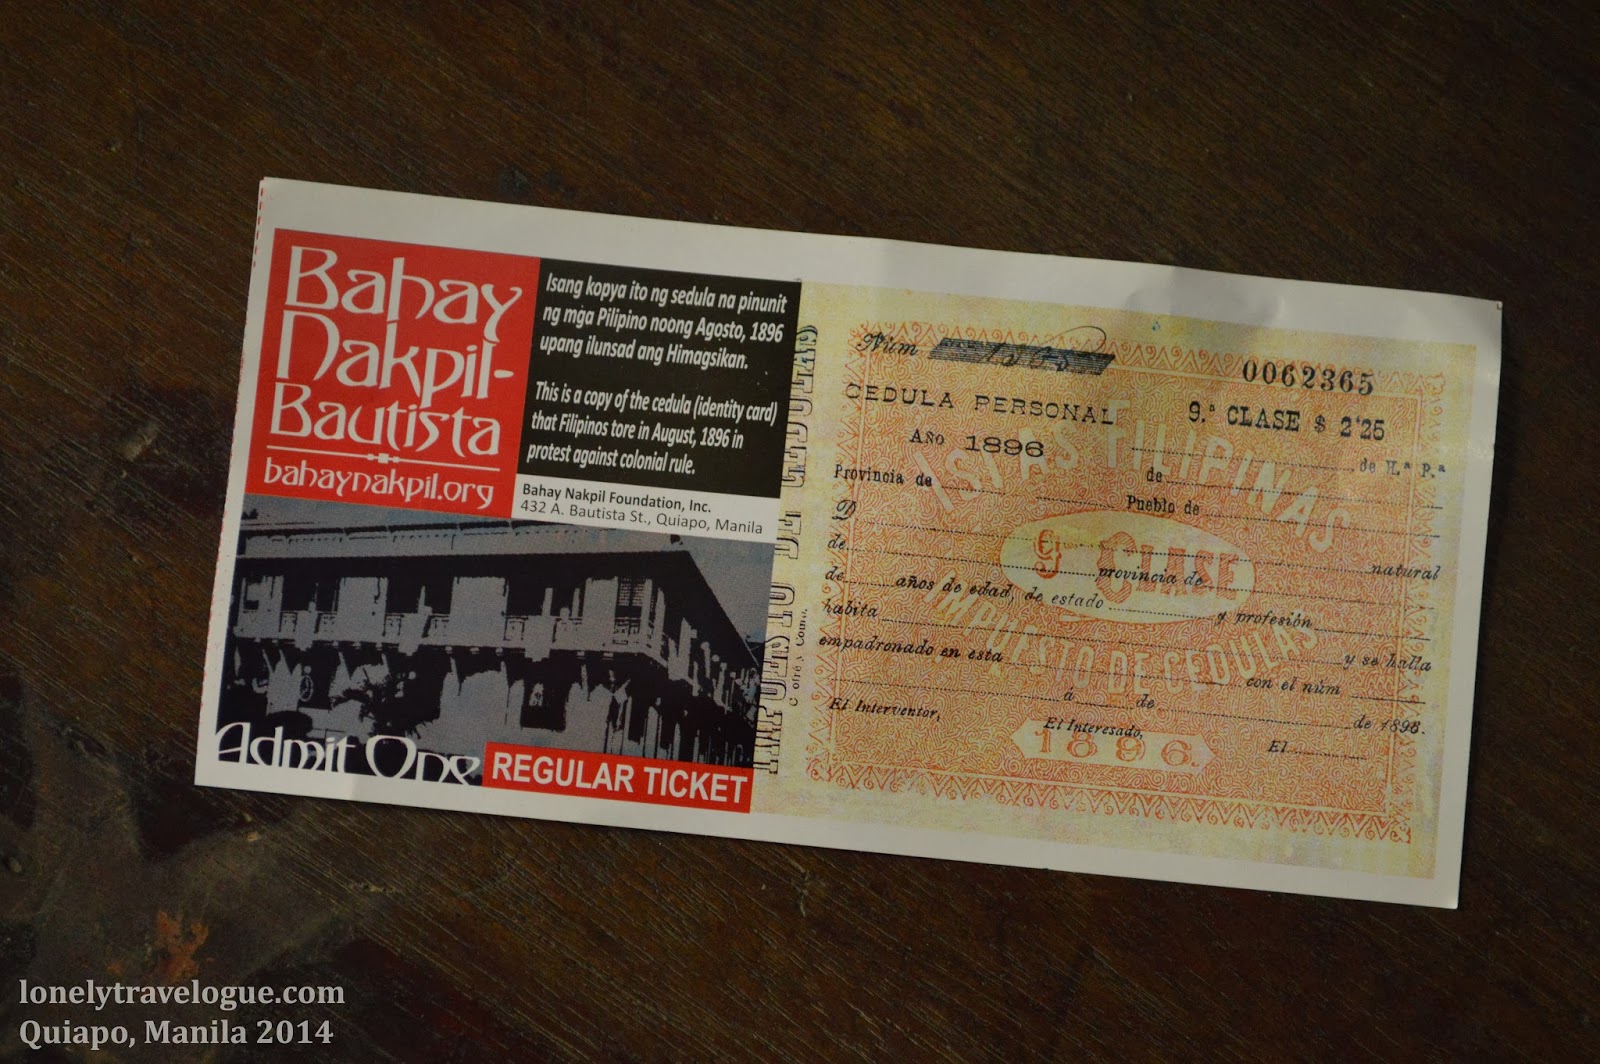 Bahay
Nakpil-
Bautista
bahaynakpil.org
Isang kopya ito ng sedula na pinunit
ng mga Pilipino noong Agosto, 1896
upang ilunsad ang Himagsikan.
This is a copy of the cedula (identity card)
that Filipinos tore in August, 1896 in
protest against colonial rule.
Bahay Nakpil Foundation, Inc.
432 A. Bautista St., Quiapo, Manila
Admit One
REGULAR TICKET
IMPUESTO DE
Núm
0062365
CEDULA PERSONAL
9.ª CLASE $ 2'25
AÑO 1896
de H.ª P.ª
Provincia de
de
Pueblo de
D
de
natural
de
años de edad, de estado
provincia de
y profesión
habita
empadronado en esta
y se halla
con el núm
á
de
de 1896.
El Interventor,
El Interesado,
El
ISLAS FILIPINAS
9ª CLASE
IMPUESTO DE CEDULAS
1896.
lonelytravelogue.com
Quiapo, Manila 2014